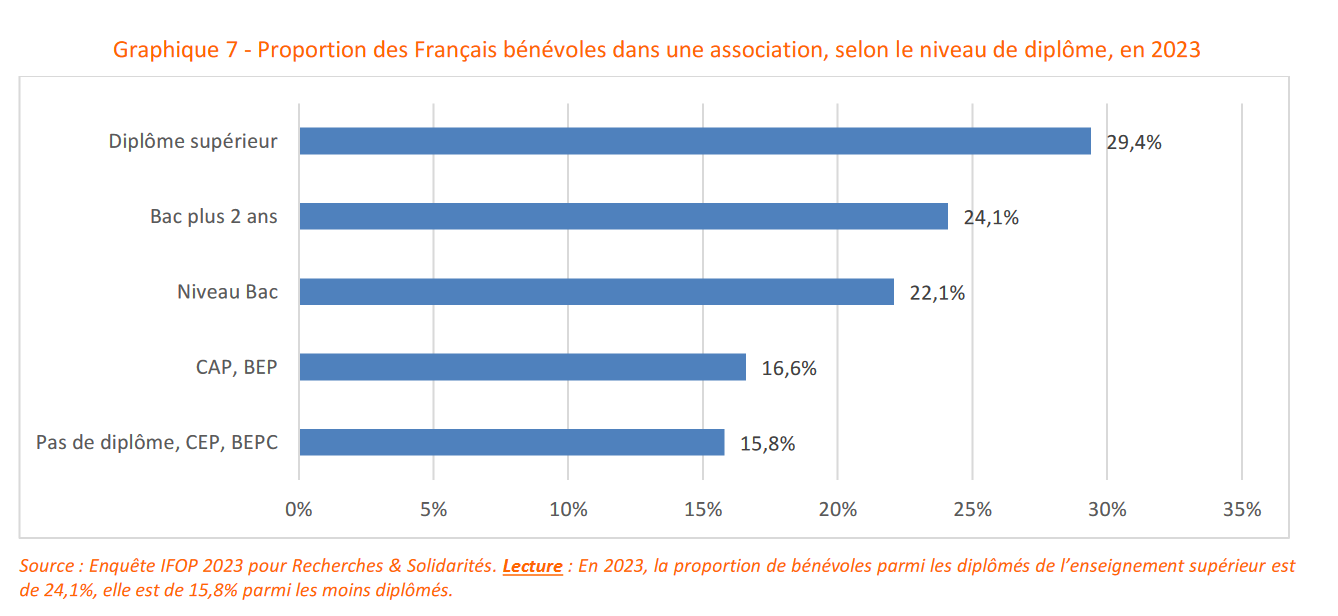 Graphique 7 - Proportion des Français bénévoles dans une association, selon le niveau de diplôme, en 2023
Diplôme supérieur
29,4%
Bac plus 2 ans
24,1%
Niveau Bac
22,1%
CAP, BEP
16,6%
Pas de diplôme, CEP, BEPC
15,8%
0% 5% 10% 15% 20% 25% 30% 35%
Source : Enquête IFOP 2023 pour Recherches & Solidarités. Lecture : En 2023, la proportion de bénévoles parmi les diplômés de l’enseignement supérieur est
de 24,1%, elle est de 15,8% parmi les moins diplômés.